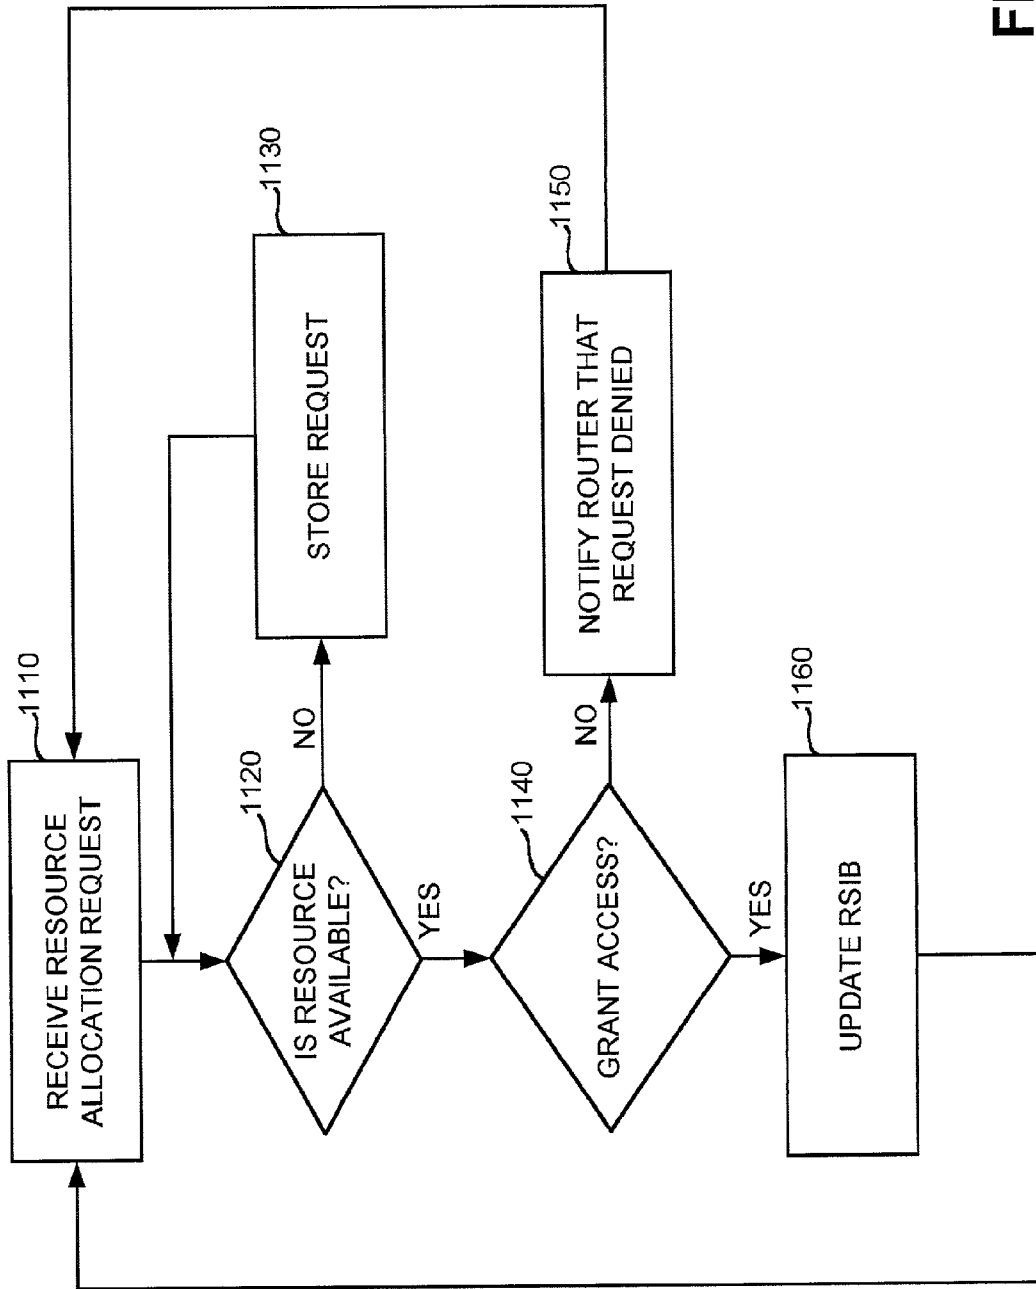 RECEIVE RESOURCE
ALLOCATION REQUEST
1110
IS RESOURCE
AVAILABLE?
1120
NO
STORE REQUEST
1130
YES
GRANT ACCESS?
1140
NO
NOTIFY ROUTER THAT
REQUEST DENIED
1150
YES
UPDATE RSIB
1160